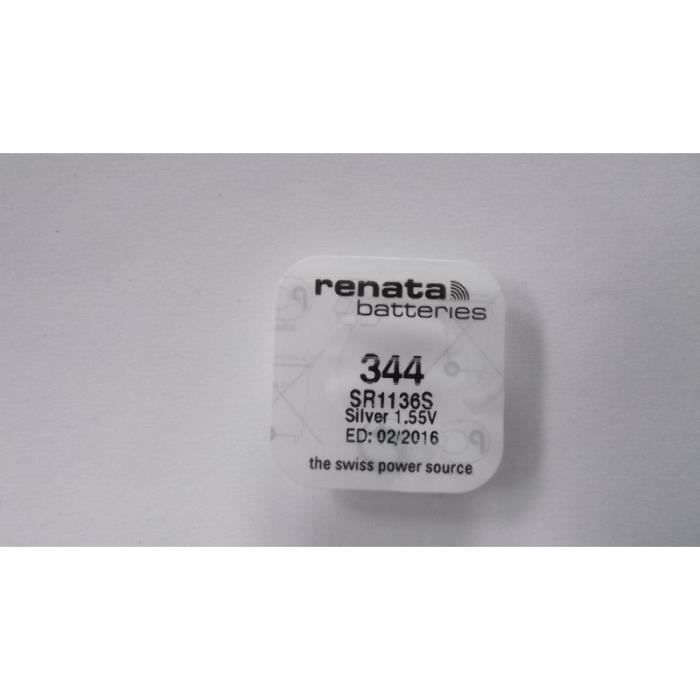 renata
batteries
344
SR1136S
Silver 1.55V
ED: 02/2016
the swiss power source